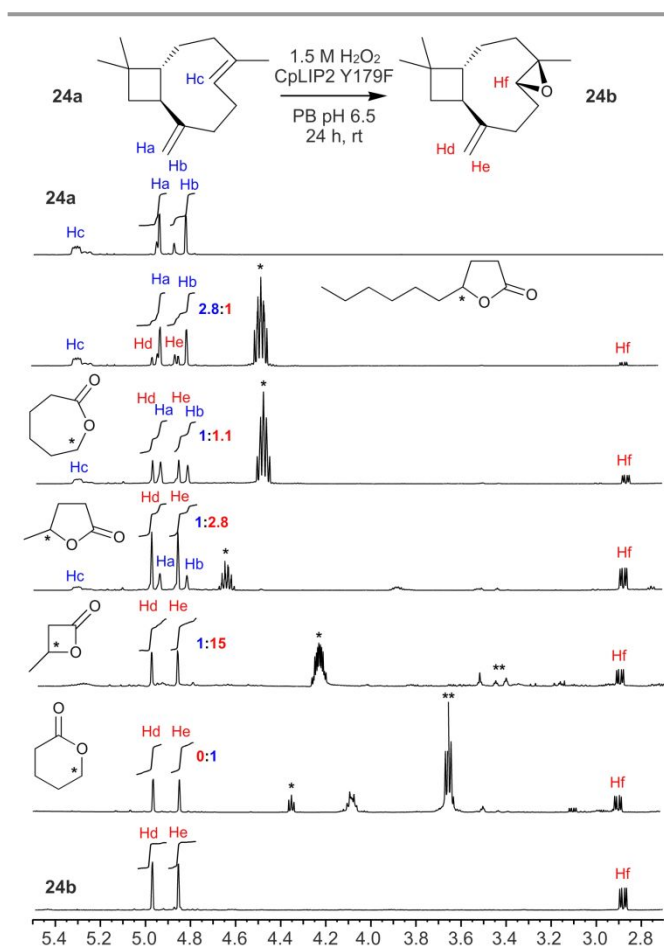 24a
Hc
Ha
Hb
1.5 M H₂O₂
CpLIP2 Y179F
PB pH 6.5
24 h, rt
Hf
O
24b
Hd
He
24a
Hc
Ha
Hb
*
O
O
*
Hc
Hd
Ha
He
Hb
2.8:1
Hf
O
O
*
Hc
Hd
Ha
He
Hb
1:1.1
*
Hf
O
O
*
Hc
Hd
Ha
He
Hb
1:2.8
*
Hf
O
O
*
Hd
He
1:15
*
**
Hf
O
O
*
Hd
He
0:1
*
**
Hf
24b
Hd
He
Hf
5.4 5.2 5.0 4.8 4.6 4.4 4.2 4.0 3.8 3.6 3.4 3.2 3.0 2.8